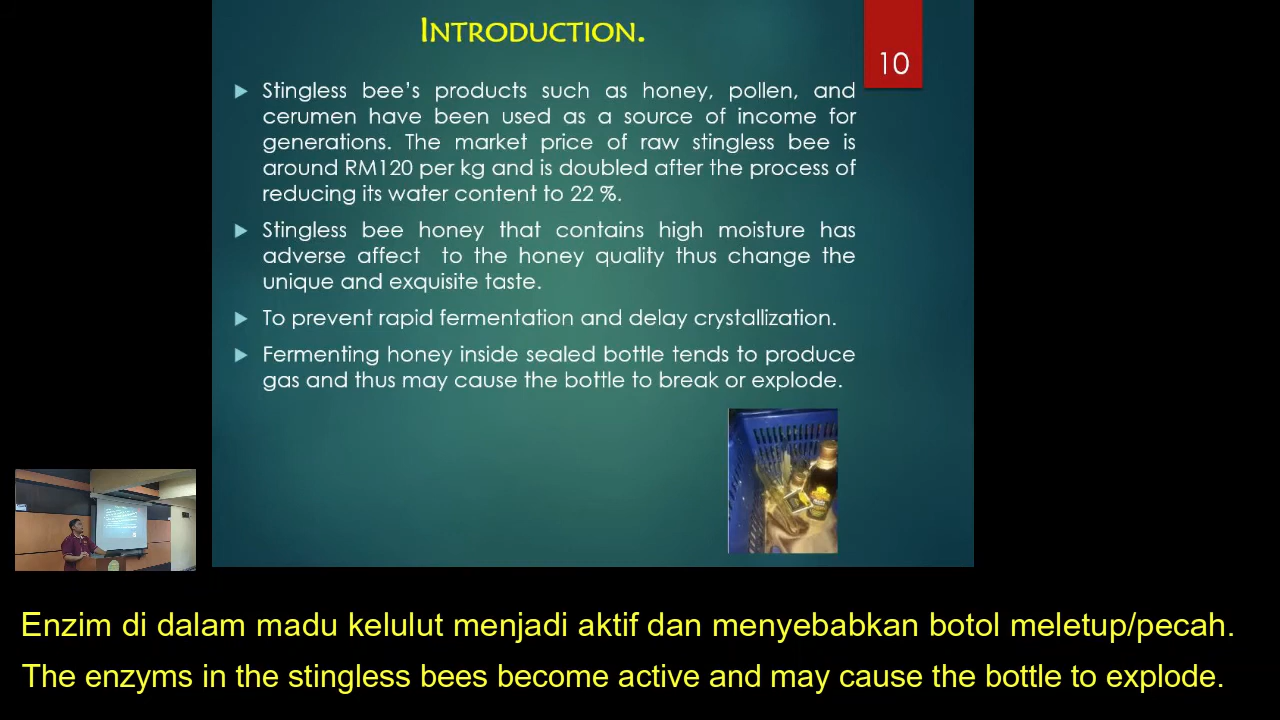 INTRODUCTION.
10
Stingless bee's products such as honey, pollen, and
cerumen have been used as a source of income for
generations. The market price of raw stingless bee is
around RM120 per kg and is doubled after the process of
reducing its water content to 22 %.
Stingless bee honey that contains high moisture has
adverse affect to the honey quality thus change the
unique and exquisite taste.
To prevent rapid fermentation and delay crystallization.
Fermenting honey inside sealed bottle tends to produce
gas and thus may cause the bottle to break or explode.
Enzim di dalam madu kelulut menjadi aktif dan menyebabkan botol meletup/pecah.
The enzyms in the stingless bees become active and may cause the bottle to explode.